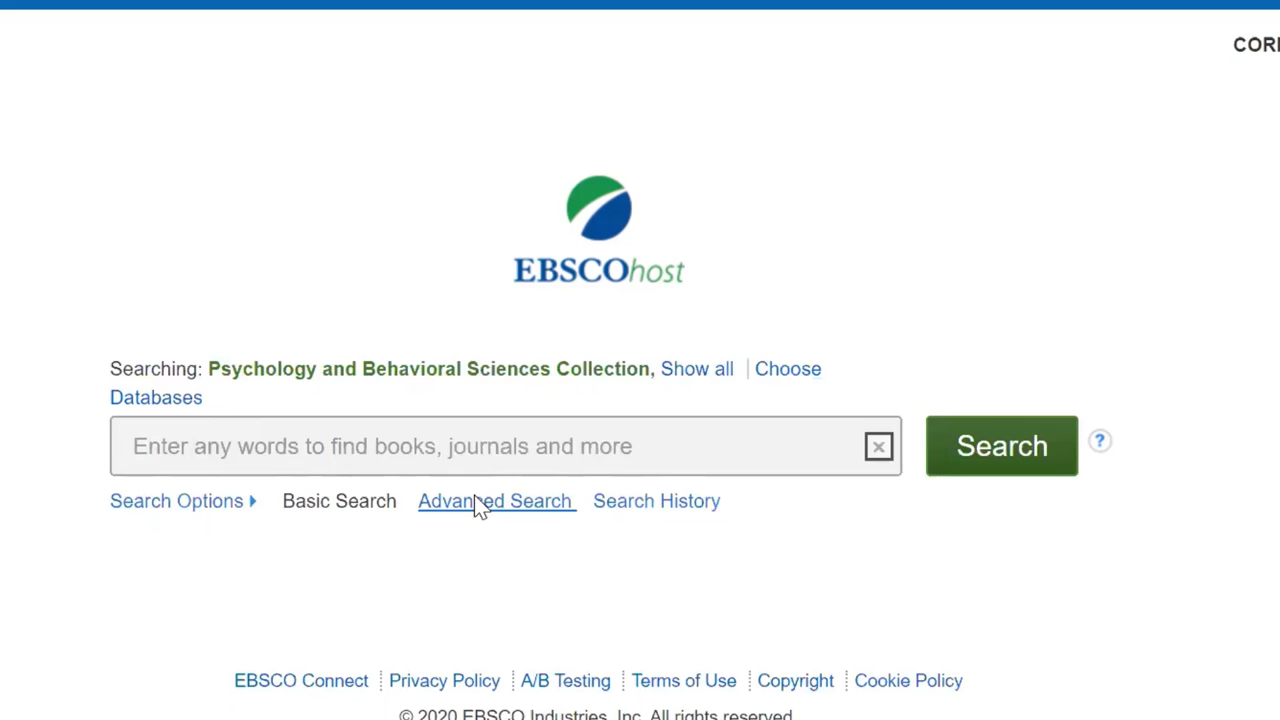 EBSCOhost
Searching: Psychology and Behavioral Sciences Collection, Show all | Choose
Databases
Enter any words to find books, journals and more
Search
?
Search Options
Basic Search
Advanced Search
Search History
EBSCO Connect
Privacy Policy
A/B Testing
Terms of Use
Copyright
Cookie Policy
© 2020 EBSCO Industries, Inc. All rights reserved.